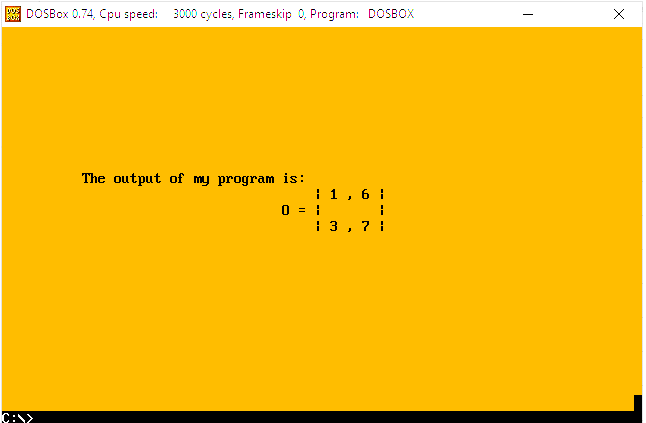 DOSBox 0.74, Cpu speed: 3000 cycles, Frameskip 0, Program: DOSBOX
The output of my program is:
¦ 1 , 6 ¦
O = ¦ ¦
¦ 3 , 7 ¦
C:\>